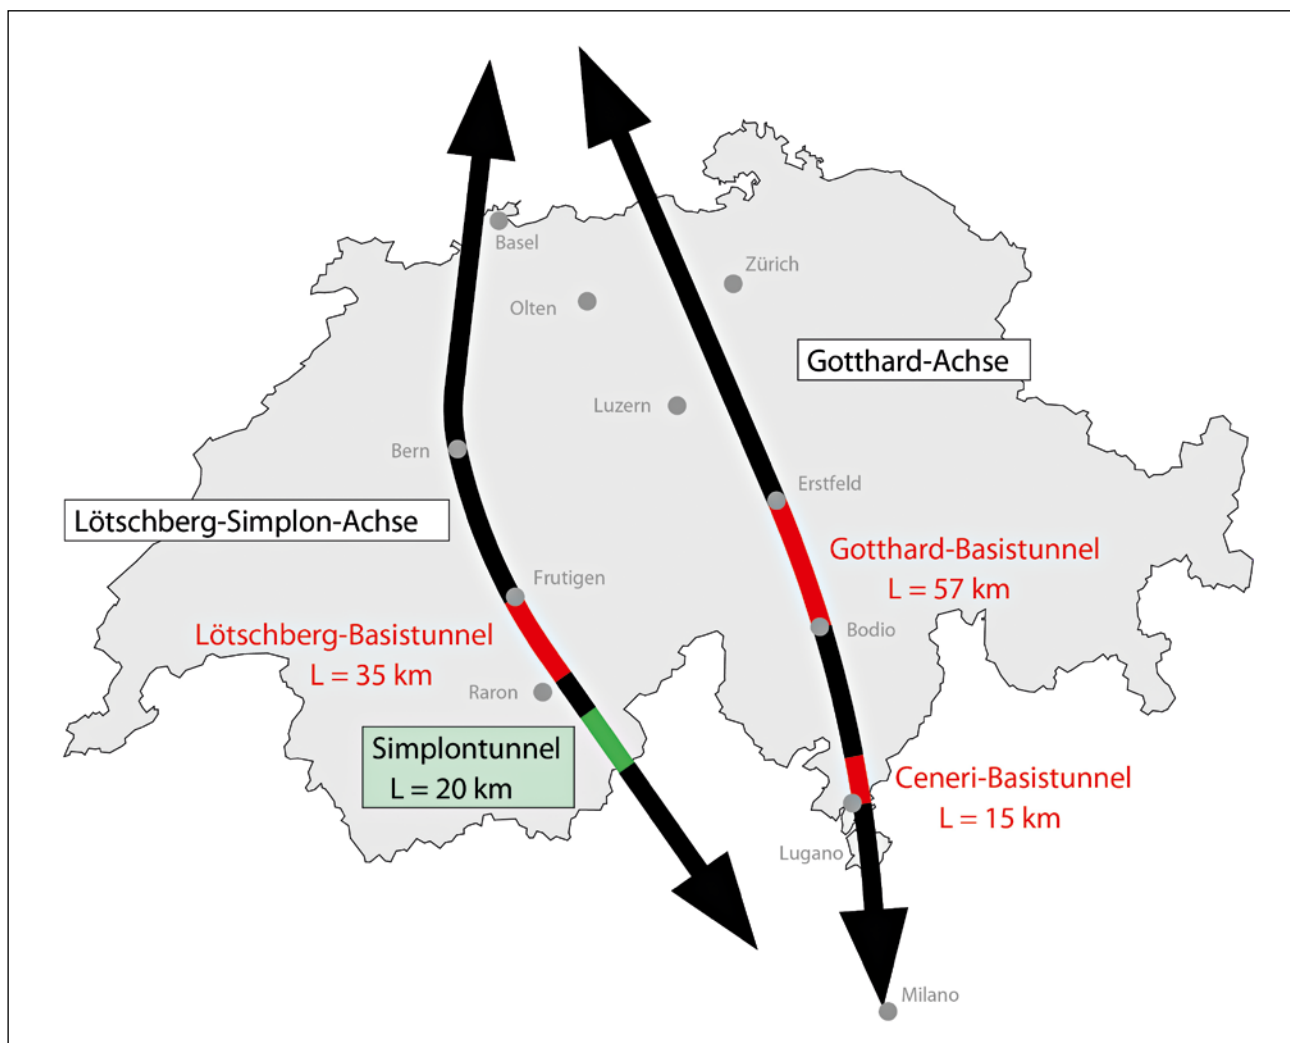 Basel
Zürich
Olten
Gotthard-Achse
Luzern
Bern
Erstfeld
Lötschberg-Simplon-Achse
Gotthard-Basistunnel
L = 57 km
Frutigen
Lötschberg-Basistunnel
L = 35 km
Bodio
Raron
Simplontunnel
L = 20 km
Ceneri-Basistunnel
L = 15 km
Lugano
Milano